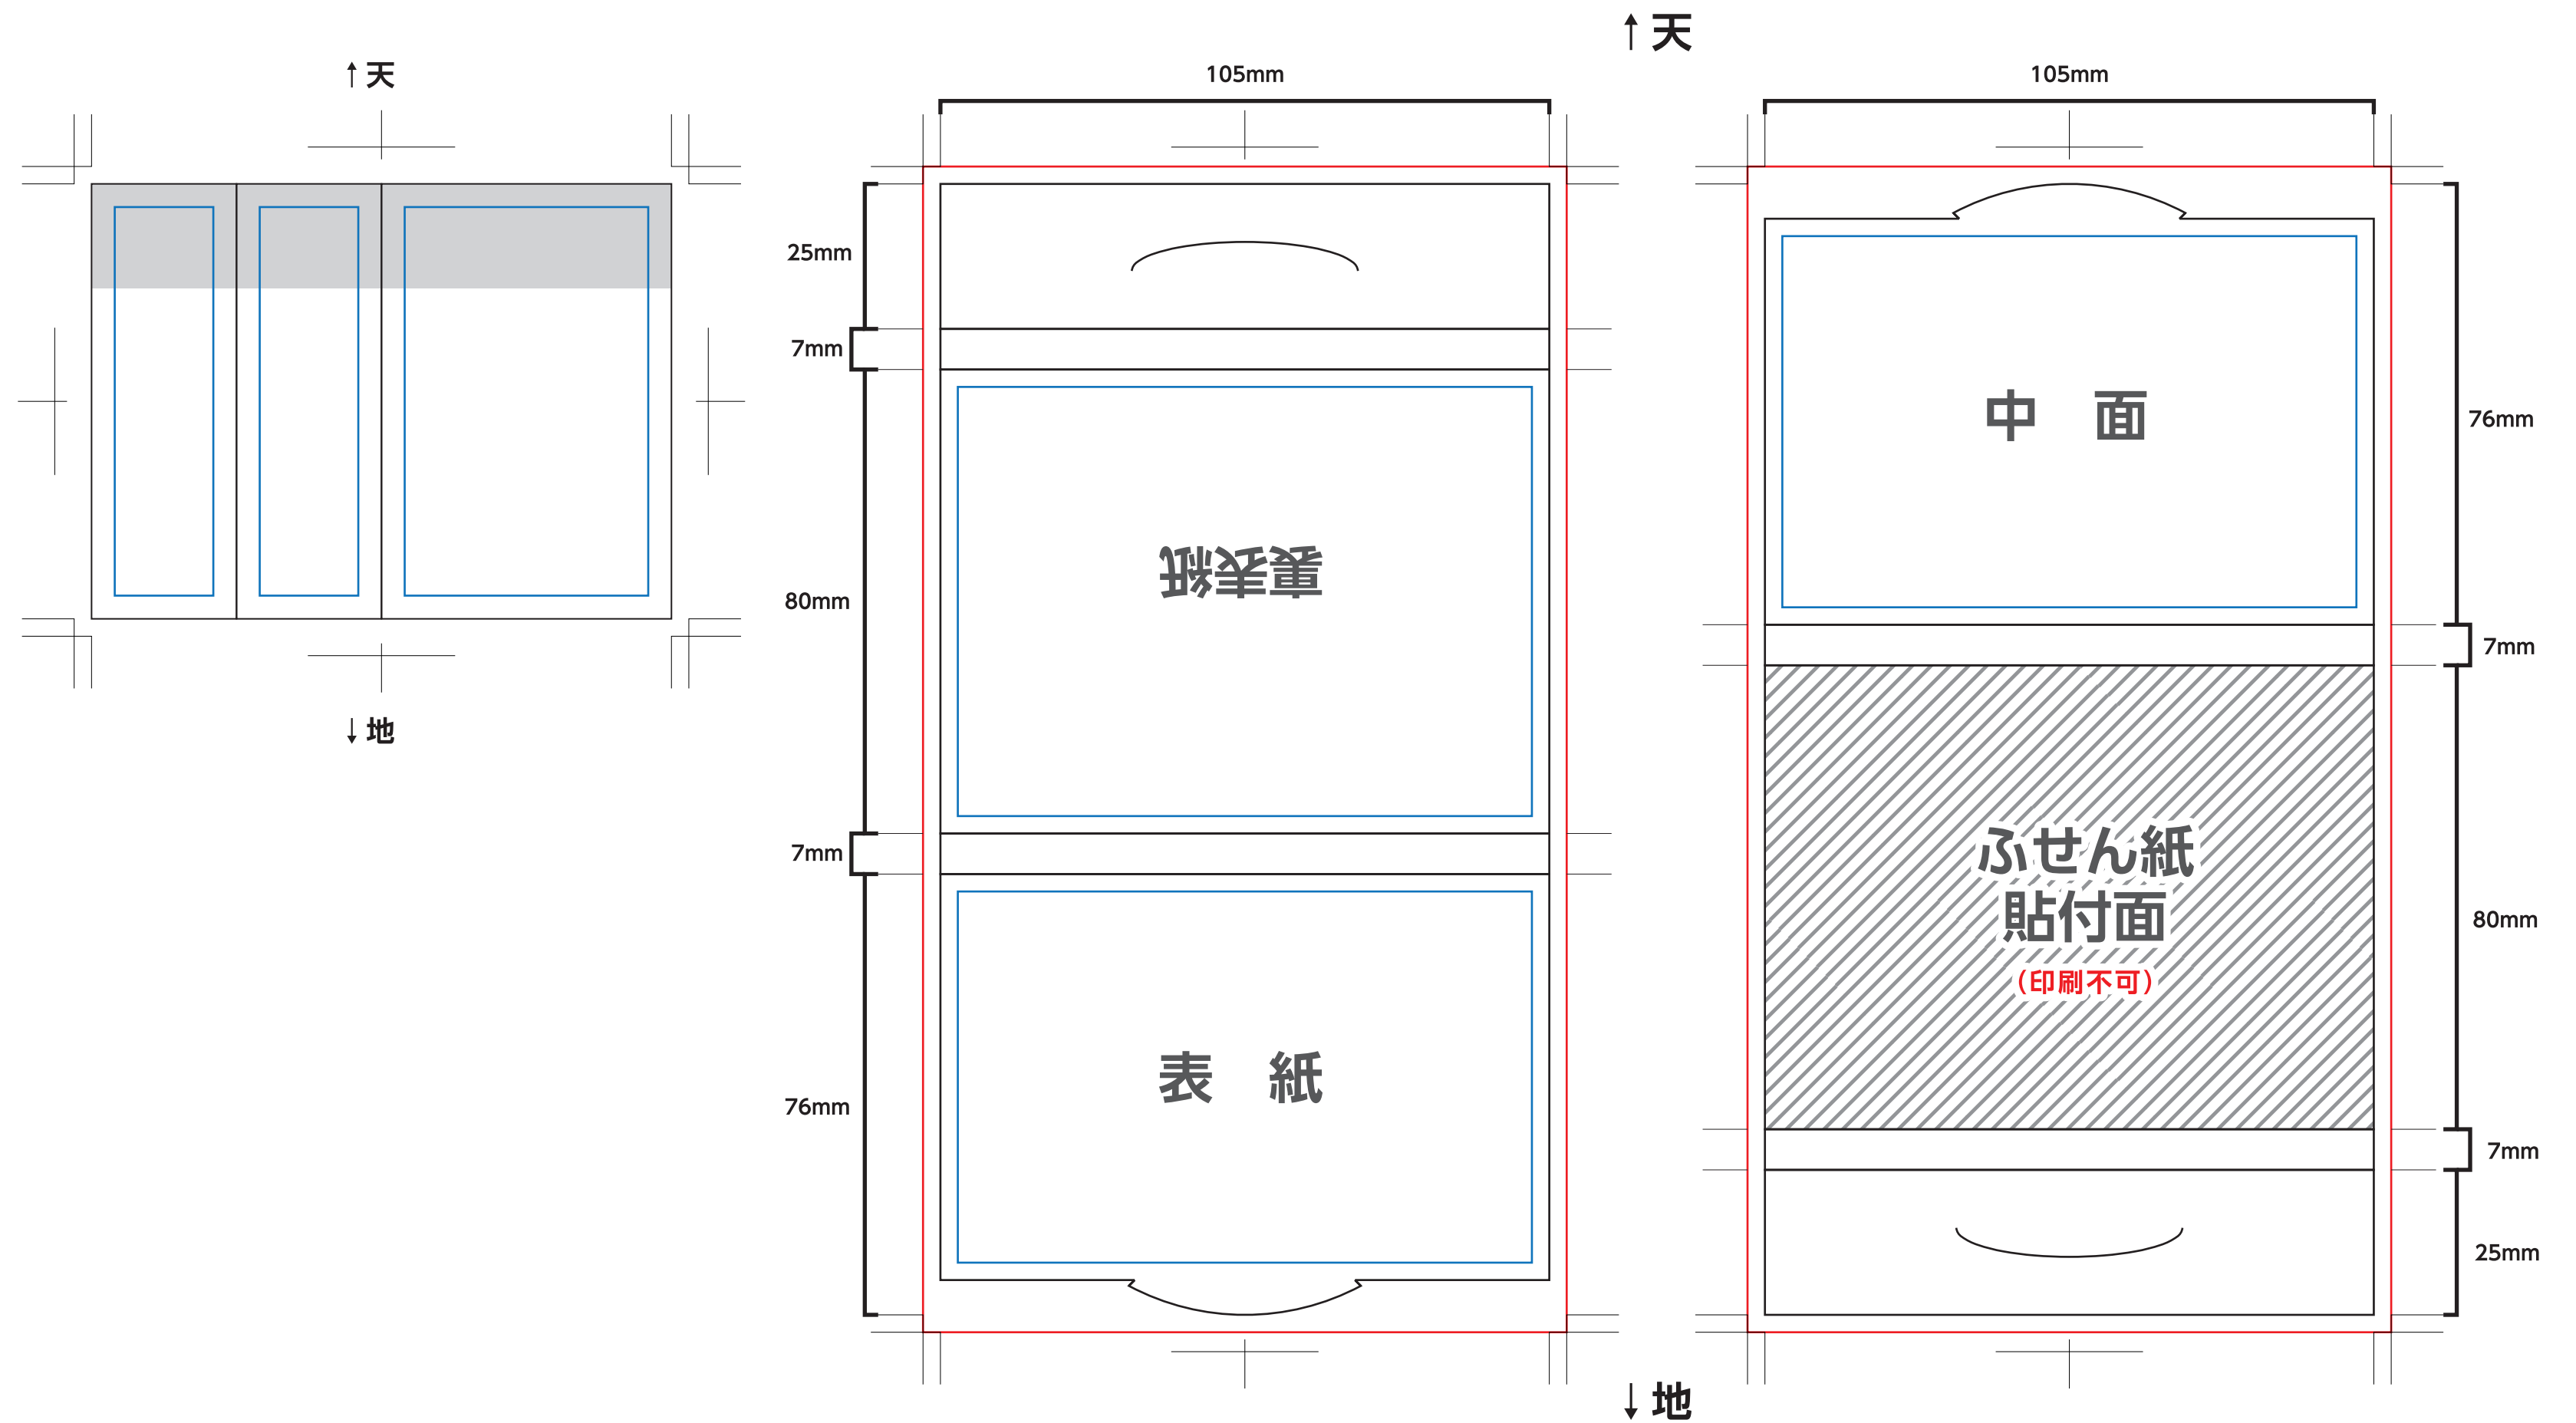 ↑天
↓地
↑天
105mm
25mm
7mm
80mm
7mm
76mm
裏表紙
表　紙
105mm
中　面
ふせん紙
貼付面
（印刷不可）
76mm
7mm
80mm
7mm
25mm
↓地